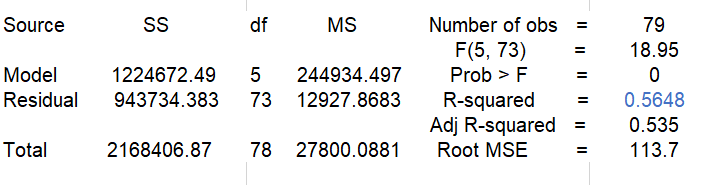 Source SS df MS Number of obs = 79
F(5, 73) = 18.95
Model 1224672.49 5 244934.497 Prob > F = 0
Residual 943734.383 73 12927.8683 R-squared = 0.5648
Adj R-squared = 0.535
Total 2168406.87 78 27800.0881 Root MSE = 113.7